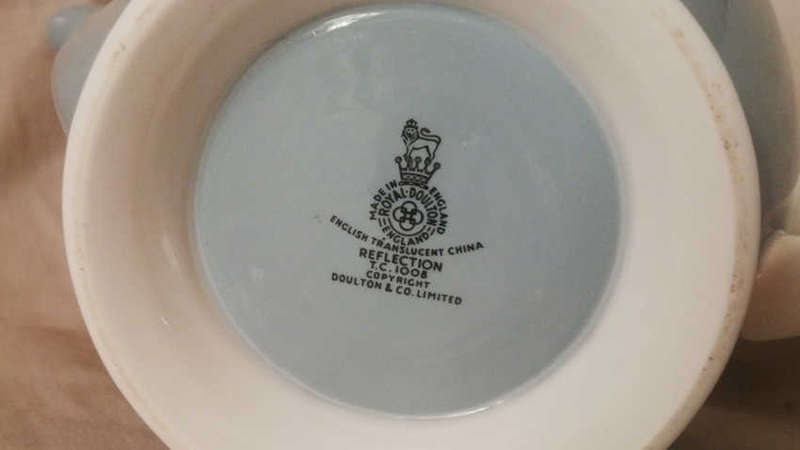 MADE IN ENGLAND
ROYAL · DOULTON
ENGLAND
ENGLISH TRANSLUCENT CHINA
REFLECTION
T.C. 1008
COPYRIGHT
DOULTON & CO. LIMITED